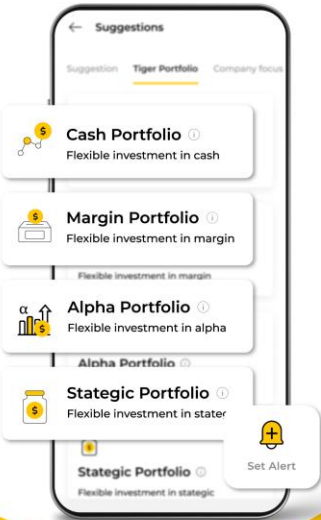 ← Suggestions
Suggestion Tiger Portfolio Company focus
$
Cash Portfolio ⓘ
Flexible investment in cash
$
Margin Portfolio ⓘ
Flexible investment in margin
Flexible investment in margin
α $
Alpha Portfolio ⓘ
Flexible investment in alpha
Alpha Portfolio ⓘ
$
Stategic Portfolio ⓘ
Flexible investment in stateg
Set Alert
$
Stategic Portfolio ⓘ
Flexible investment in stategic